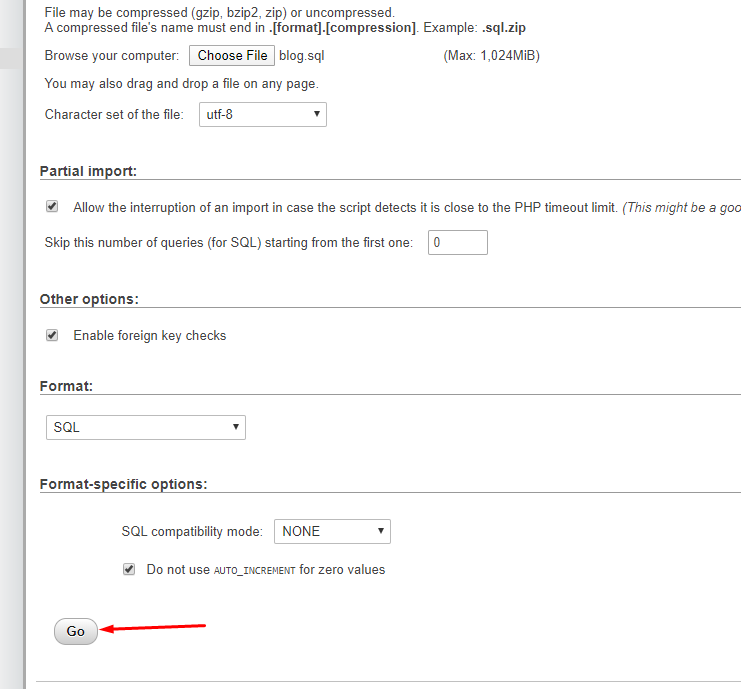 File may be compressed (gzip, bzip2, zip) or uncompressed.
A compressed file's name must end in .[format].[compression]. Example: .sql.zip
Browse your computer: Choose File blog.sql (Max: 1,024MiB)
You may also drag and drop a file on any page.
Character set of the file: utf-8
Partial import:
Allow the interruption of an import in case the script detects it is close to the PHP timeout limit. (This might be a goo
Skip this number of queries (for SQL) starting from the first one: 0
Other options:
Enable foreign key checks
Format:
SQL
Format-specific options:
SQL compatibility mode: NONE
Do not use AUTO_INCREMENT for zero values
Go